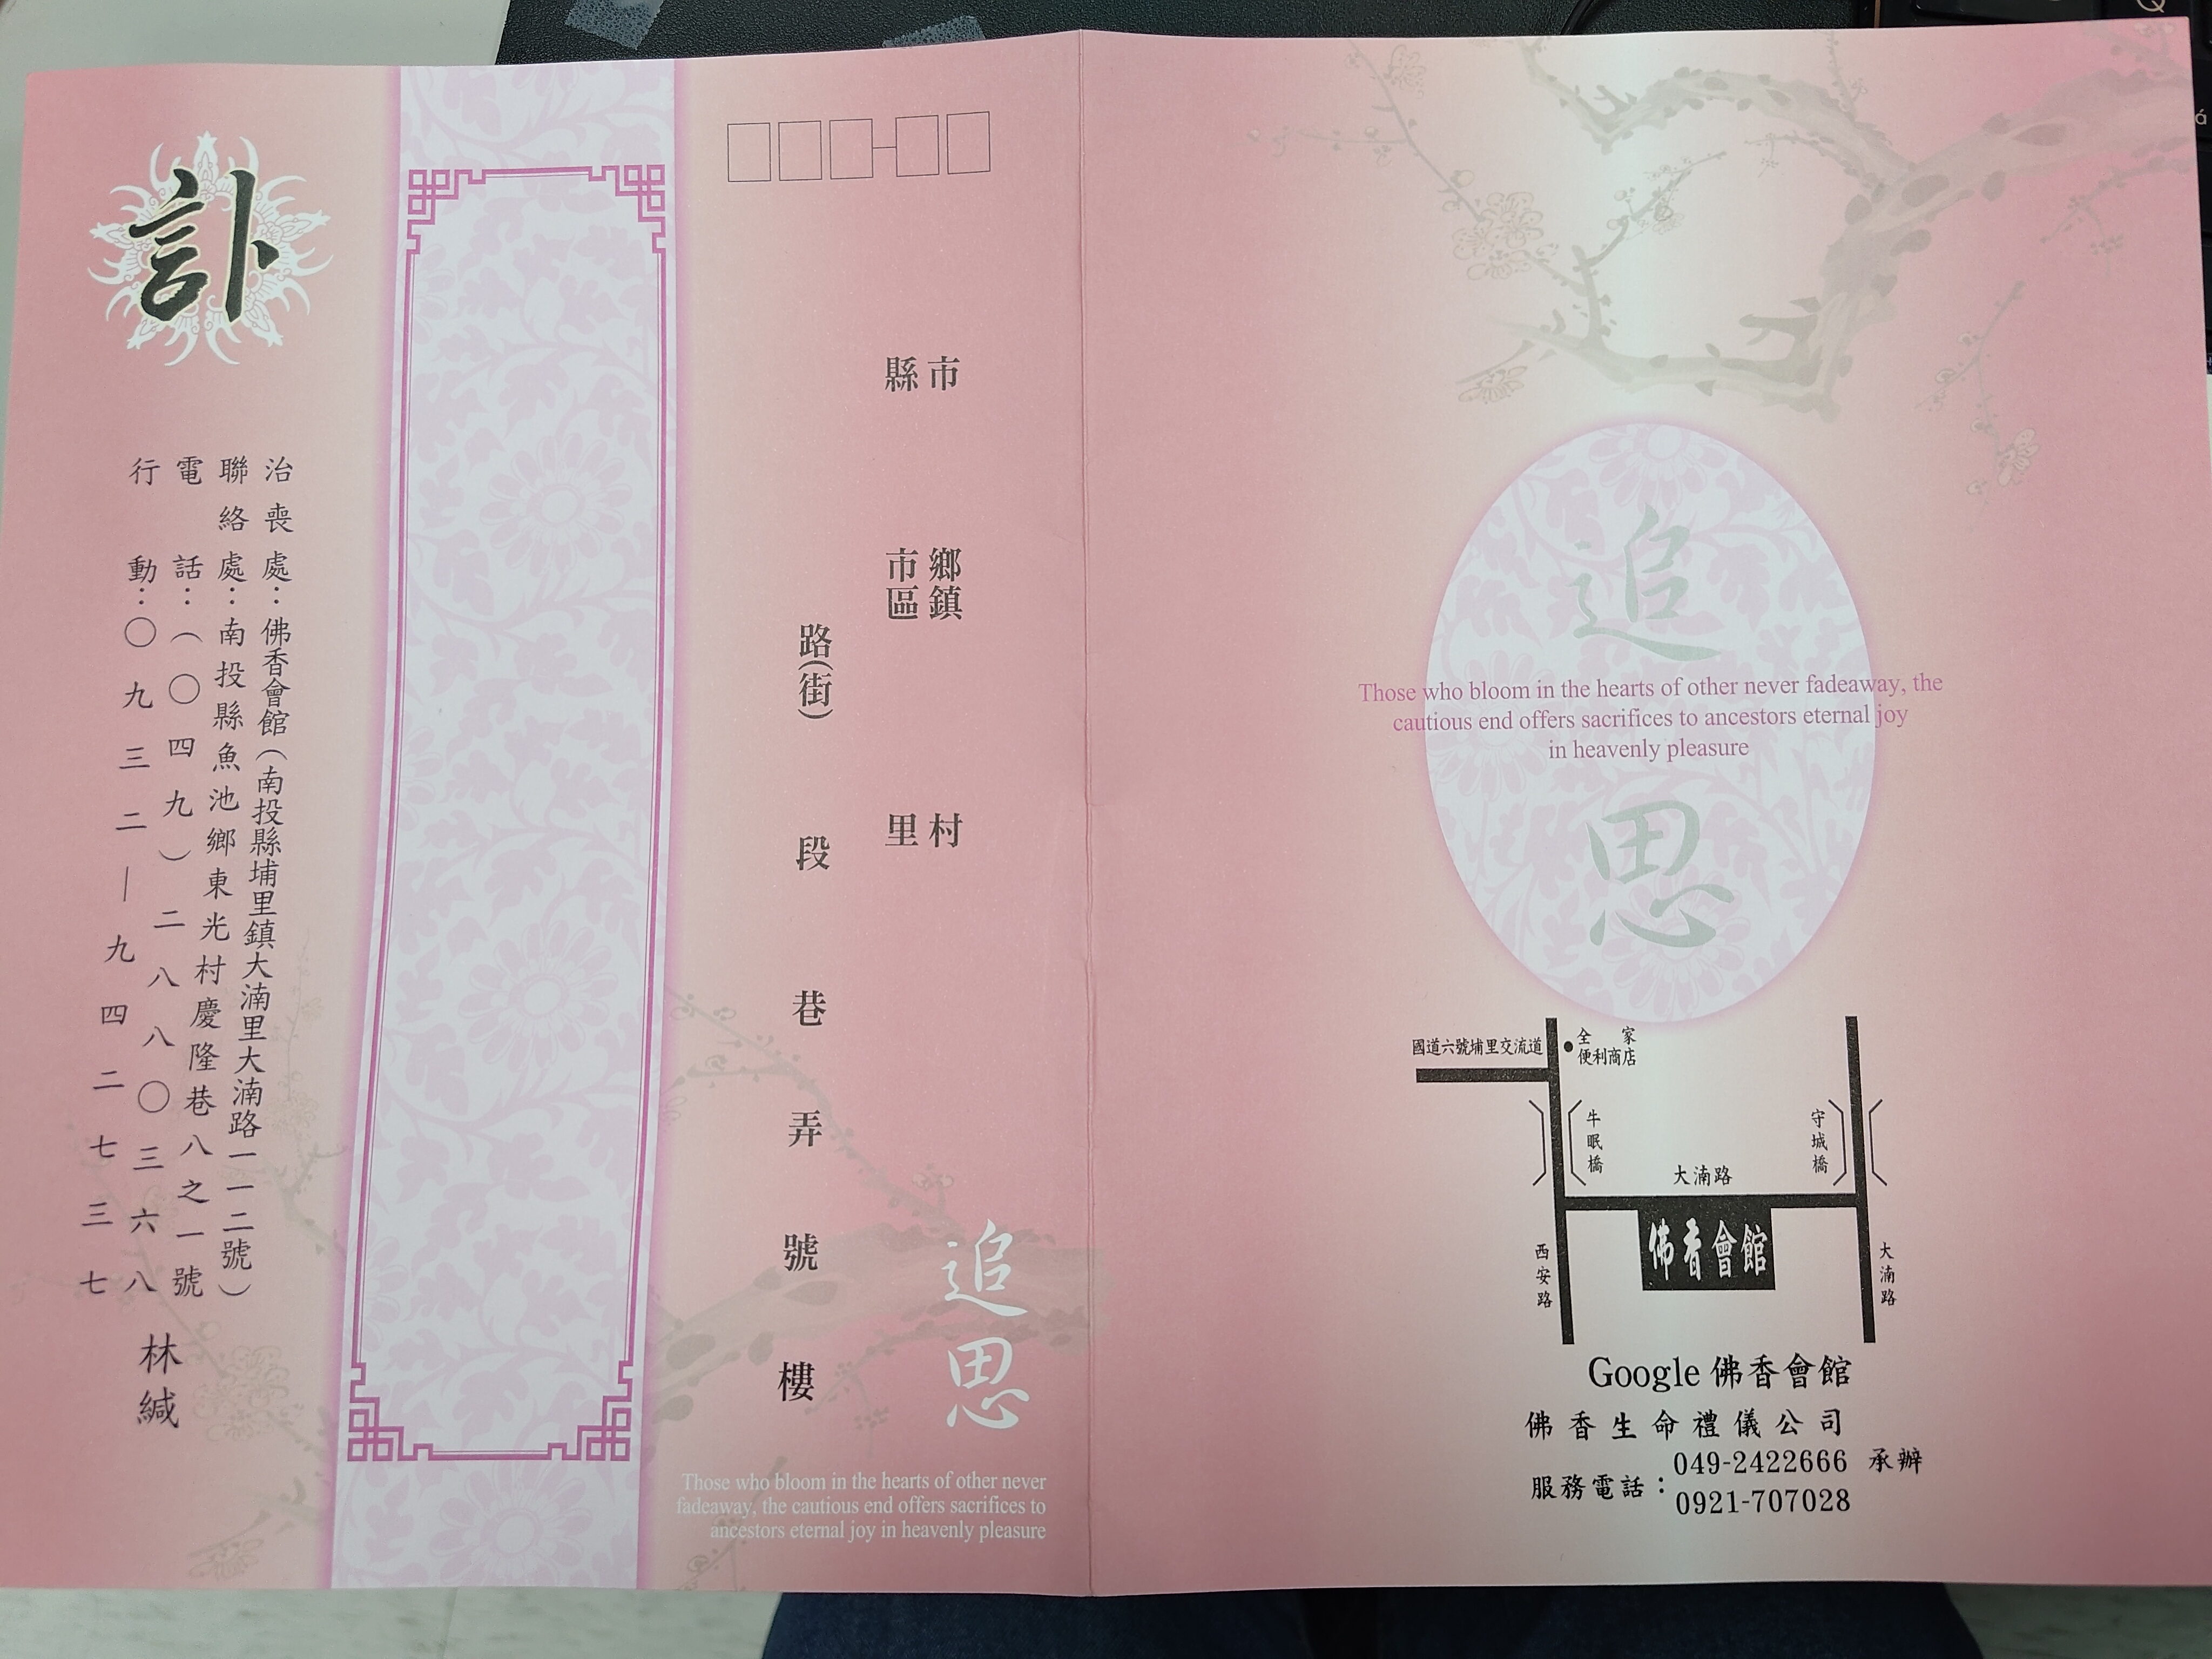 訃
治喪處：佛香會館（南投縣埔里鎮大湳里大湳路一一二號）
聯絡處：南投縣魚池鄉東光村慶隆巷八之一號
電話：（〇四九）二八八〇三六八
行動：〇九三二—九四二七三七
林緘
市
縣
鄉鎮
市區
村
里
路(街)
段
巷
弄
號
樓
追思
Those who bloom in the hearts of other never
fadeaway, the cautious end offers sacrifices to
ancestors eternal joy in heavenly pleasure
追
Those who bloom in the hearts of other never fadeaway, the
cautious end offers sacrifices to ancestors eternal joy
in heavenly pleasure
思
國道六號埔里交流道
全家
便利商店
牛眠橋
守城橋
大湳路
佛香會館
西安路
大湳路
Google 佛香會館
佛香生命禮儀公司
服務電話：049-2422666 承辦
0921-707028